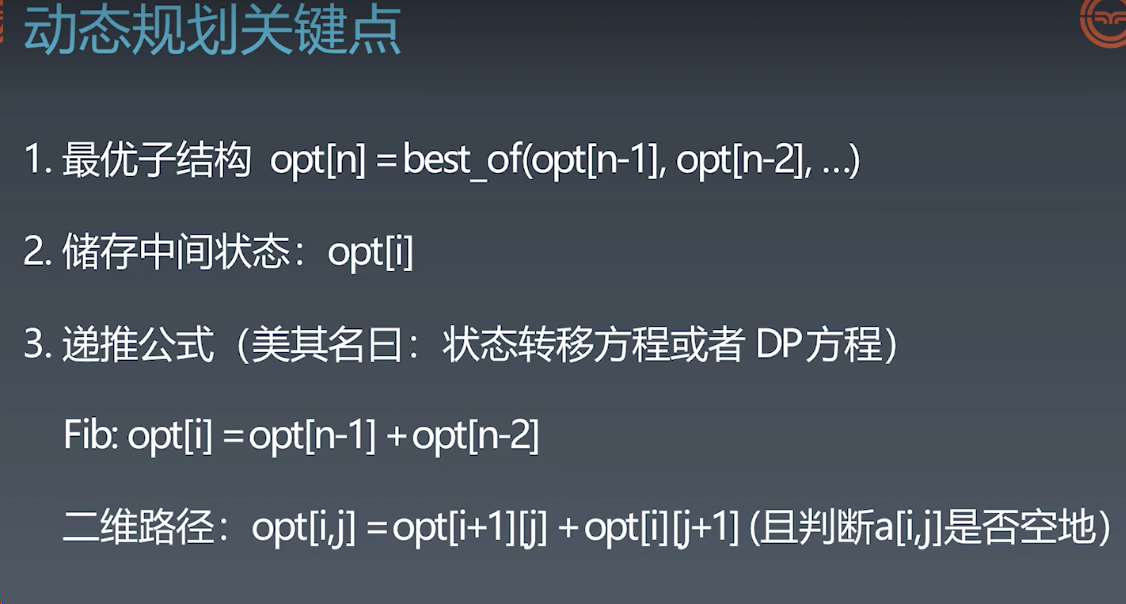 动态规划关键点
1. 最优子结构 opt[n] = best_of(opt[n-1], opt[n-2], …)
2. 储存中间状态：opt[i]
3. 递推公式（美其名曰：状态转移方程或者 DP方程）
Fib: opt[i] = opt[n-1] + opt[n-2]
二维路径：opt[i,j] = opt[i+1][j] + opt[i][j+1] (且判断a[i,j]是否空地）